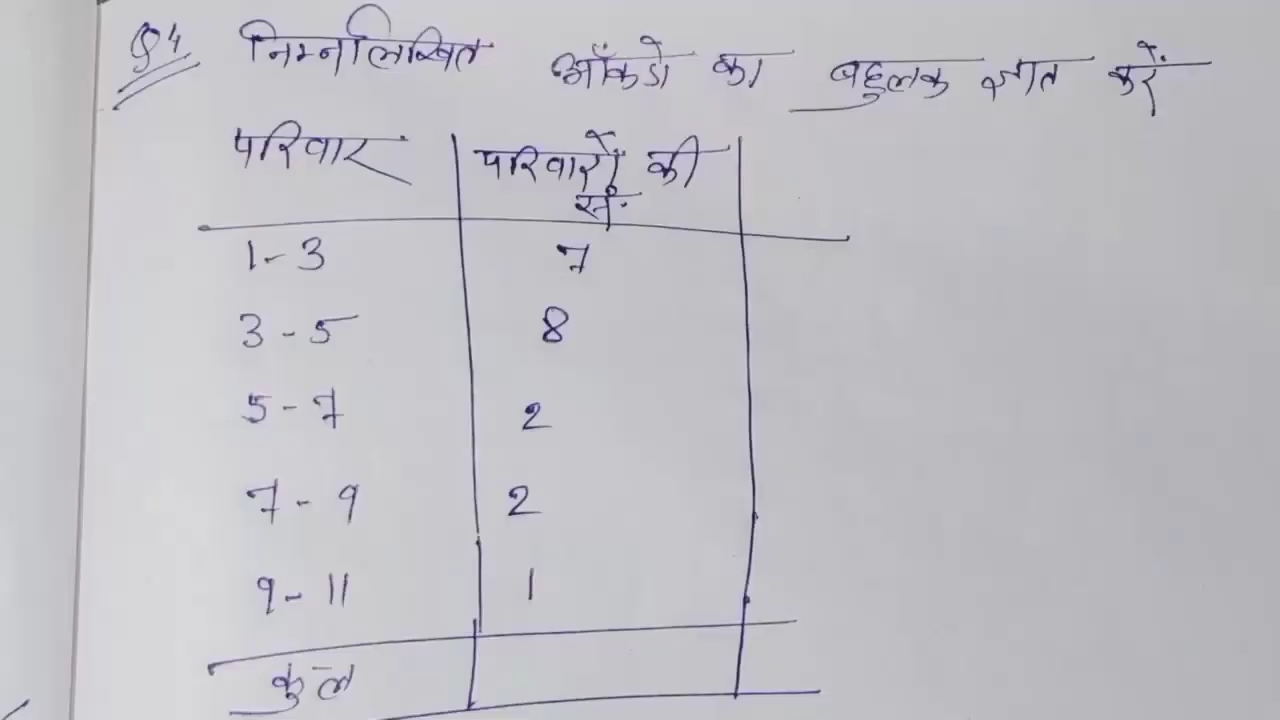 Q4 निम्नलिखित आँकडो का बहुलक ज्ञात करें
परिवार परिवारों की सं.
1-3 7
3-5 8
5-7 2
7-9 2
9-11 1
कुल